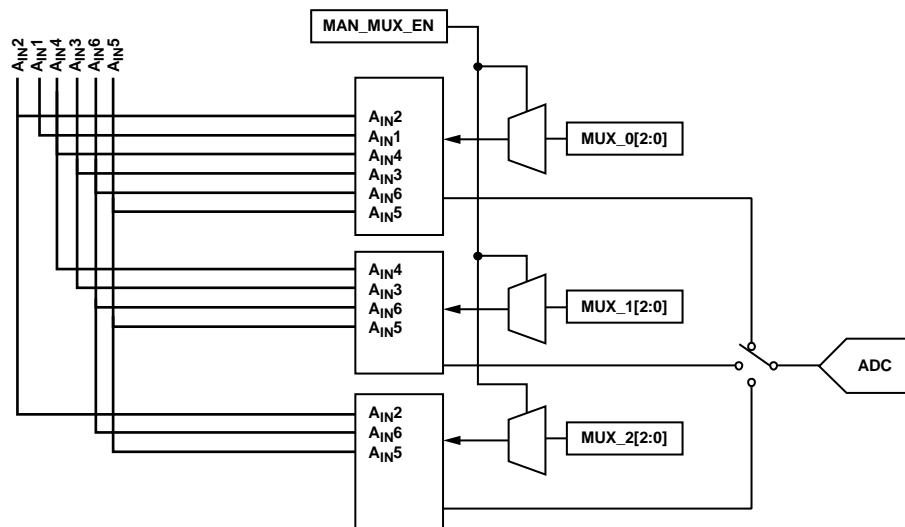 MAN_MUX_EN
AIN2
AIN1
AIN4
AIN3
AIN6
AIN5
AIN2
AIN1
AIN4
AIN3
AIN6
AIN5
MUX_0[2:0]
AIN4
AIN3
AIN6
AIN5
MUX_1[2:0]
ADC
AIN2
AIN6
AIN5
MUX_2[2:0]